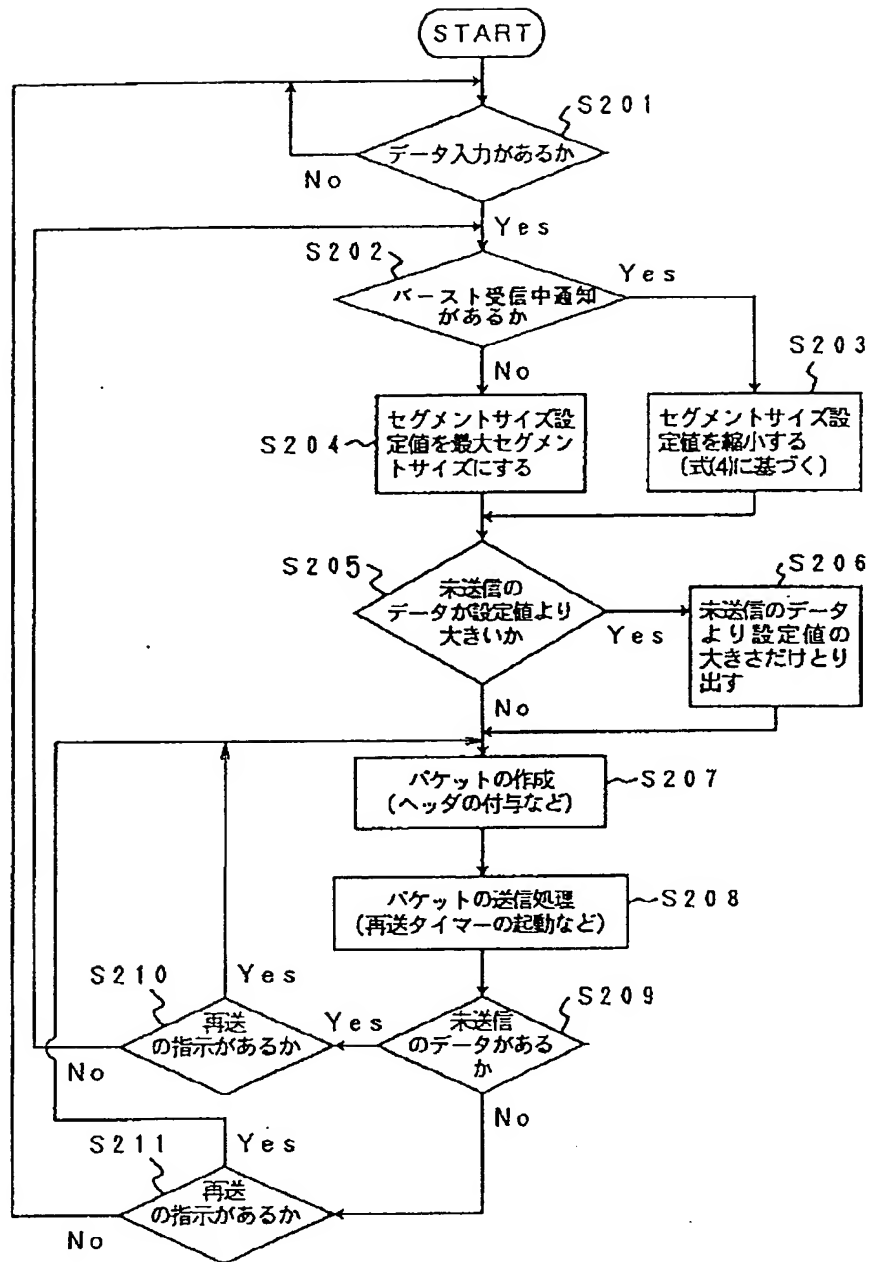 START
S201
データ入力があるか
No
Yes
S202
バースト受信中通知
があるか
Yes
No
S203
セグメントサイズ設
定値を縮小する
(式(4)に基づく)
S204
セグメントサイズ設
定値を最大セグメン
トサイズにする
S205
未送信の
データが設定値より
大きいか
Yes
No
S206
未送信のデータ
より設定値の
大きさだけとり
出す
パケットの作成
(ヘッダの付与など)
S207
パケットの送信処理
(再送タイマーの起動など)
S208
S209
未送信
のデータがある
か
Yes
No
S210
再送
の指示があるか
Yes
No
S211
再送
の指示があるか
Yes
No